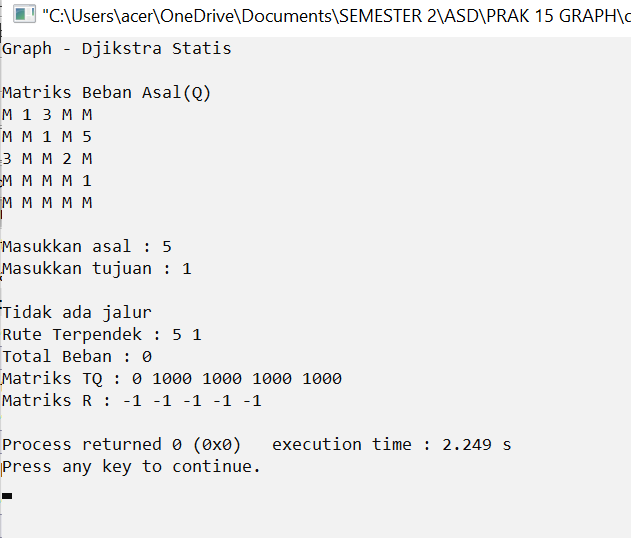 "C:\Users\acer\OneDrive\Documents\SEMESTER 2\ASD\PRAK 15 GRAPH\
Graph - Djikstra Statis
Matriks Beban Asal(Q)
M 1 3 M M
M M 1 M 5
3 M M 2 M
M M M M 1
M M M M M
Masukkan asal : 5
Masukkan tujuan : 1
Tidak ada jalur
Rute Terpendek : 5 1
Total Beban : 0
Matriks TQ : 0 1000 1000 1000 1000
Matriks R : -1 -1 -1 -1 -1
Process returned 0 (0x0)   execution time : 2.249 s
Press any key to continue.